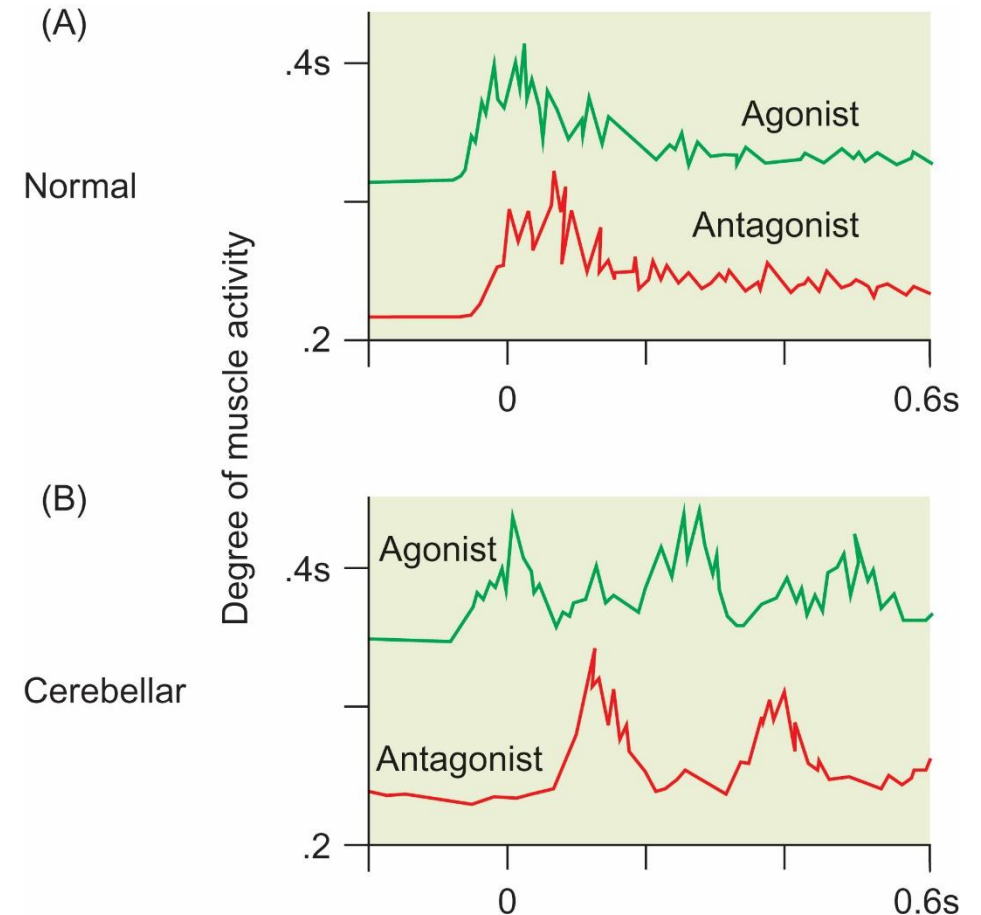 (A)
.4s
Agonist
Normal
Antagonist
.2
0 0.6s
Degree of muscle activity
(B)
Agonist
.4s
Cerebellar
Antagonist
.2
0 0.6s